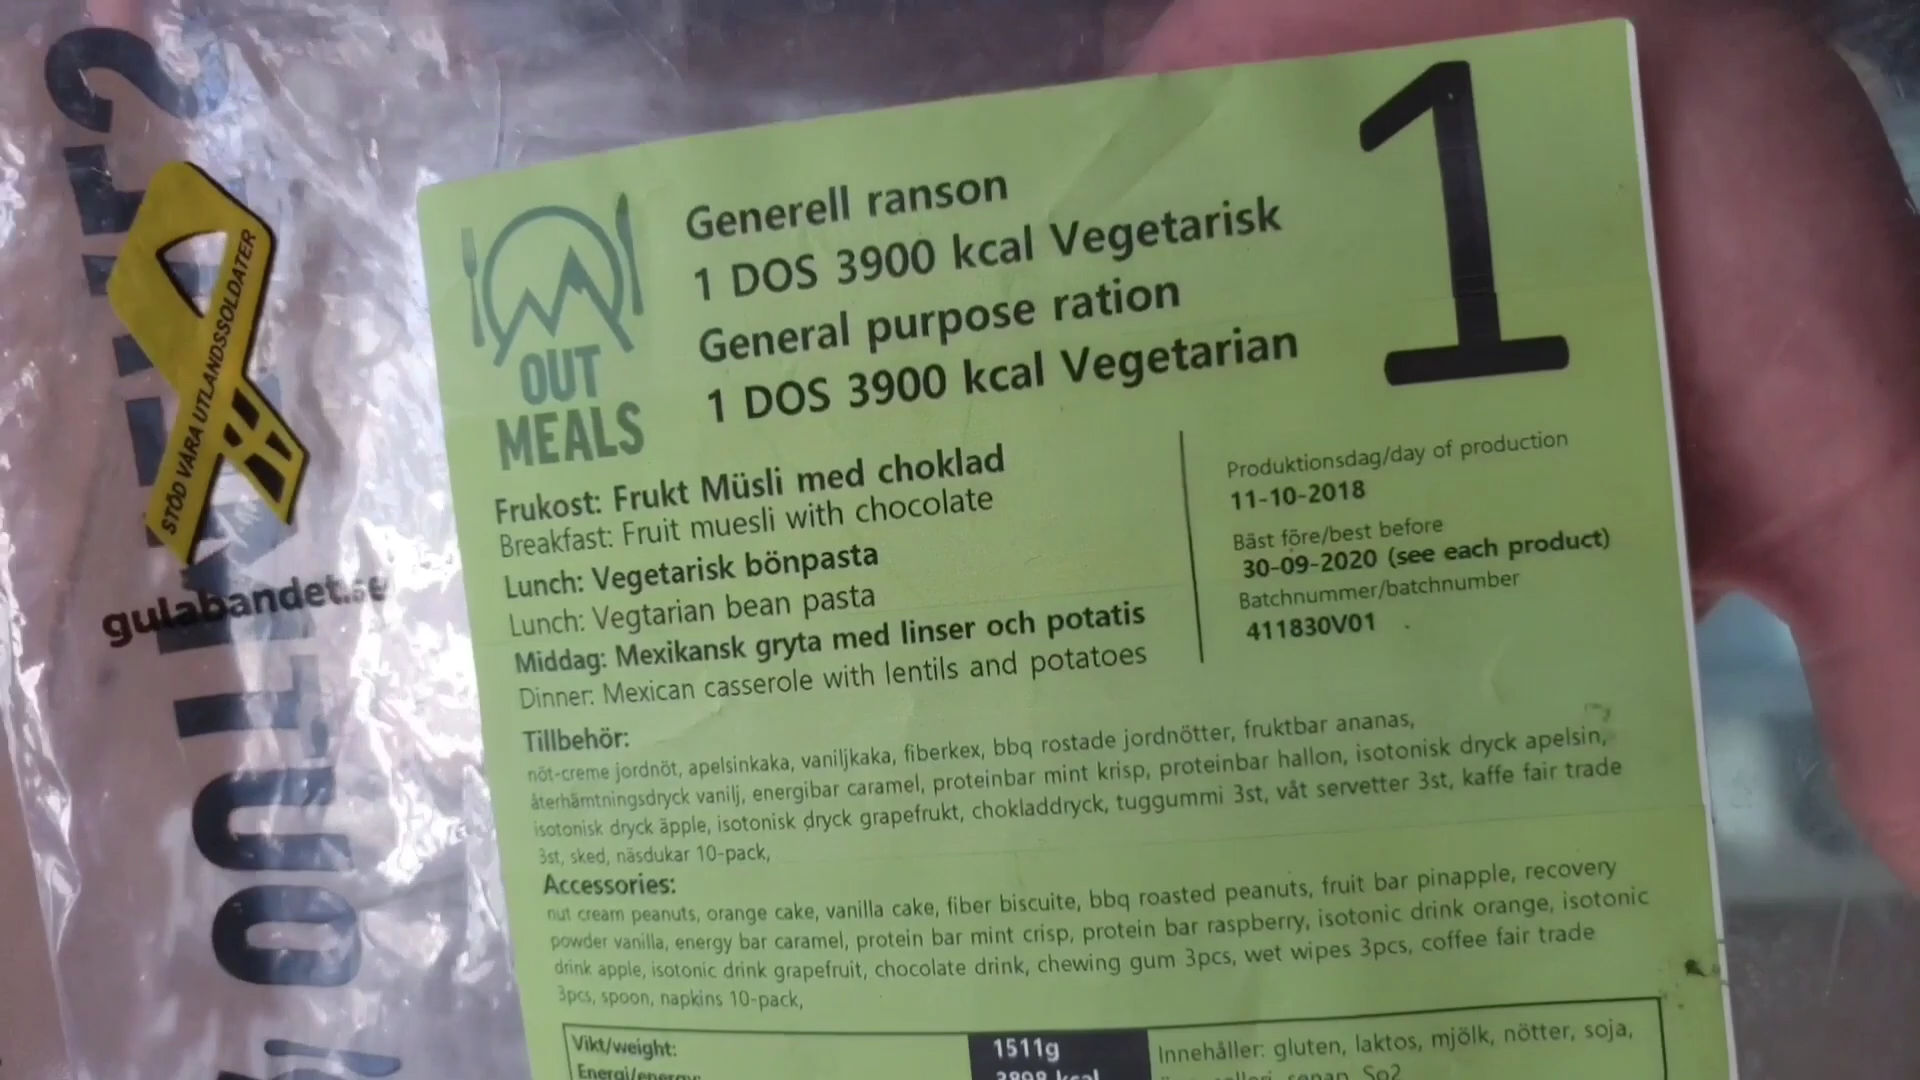 STÖD VÅRA UTLANDSSOLDATER
gulabandet.se
OUT
MEALS
Generell ranson
1 DOS 3900 kcal Vegetarisk
General purpose ration
1 DOS 3900 kcal Vegetarian
1
Frukost: Frukt Müsli med choklad
Breakfast: Fruit muesli with chocolate
Lunch: Vegetarisk bönpasta
Lunch: Vegtarian bean pasta
Middag: Mexikansk gryta med linser och potatis
Dinner: Mexican casserole with lentils and potatoes
Produktionsdag/day of production
11-10-2018
Bäst före/best before
30-09-2020 (see each product)
Batchnummer/batchnumber
411830V01
Tillbehör:
nöt-creme jordnöt, apelsinkaka, vaniljkaka, fiberkex, bbq rostade jordnötter, fruktbar ananas,
återhämtningsdryck vanilj, energibar caramel, proteinbar mint krisp, proteinbar hallon, isotonisk dryck apelsin,
isotonisk dryck äpple, isotonisk dryck grapefrukt, chokladdryck, tuggummi 3st, våt servetter 3st, kaffe fair trade
3st, sked, näsdukar 10-pack,
Accessories:
nut cream peanuts, orange cake, vanilla cake, fiber biscuite, bbq roasted peanuts, fruit bar pinapple, recovery
powder vanilla, energy bar caramel, protein bar mint crisp, protein bar raspberry, isotonic drink orange, isotonic
drink apple, isotonic drink grapefruit, chocolate drink, chewing gum 3pcs, wet wipes 3pcs, coffee fair trade
3pcs, spoon, napkins 10-pack,
Vikt/weight: 1511g
Energi/energy: 3898 kcal
Innehåller: gluten, laktos, mjölk, nötter, soja,
senap, So2